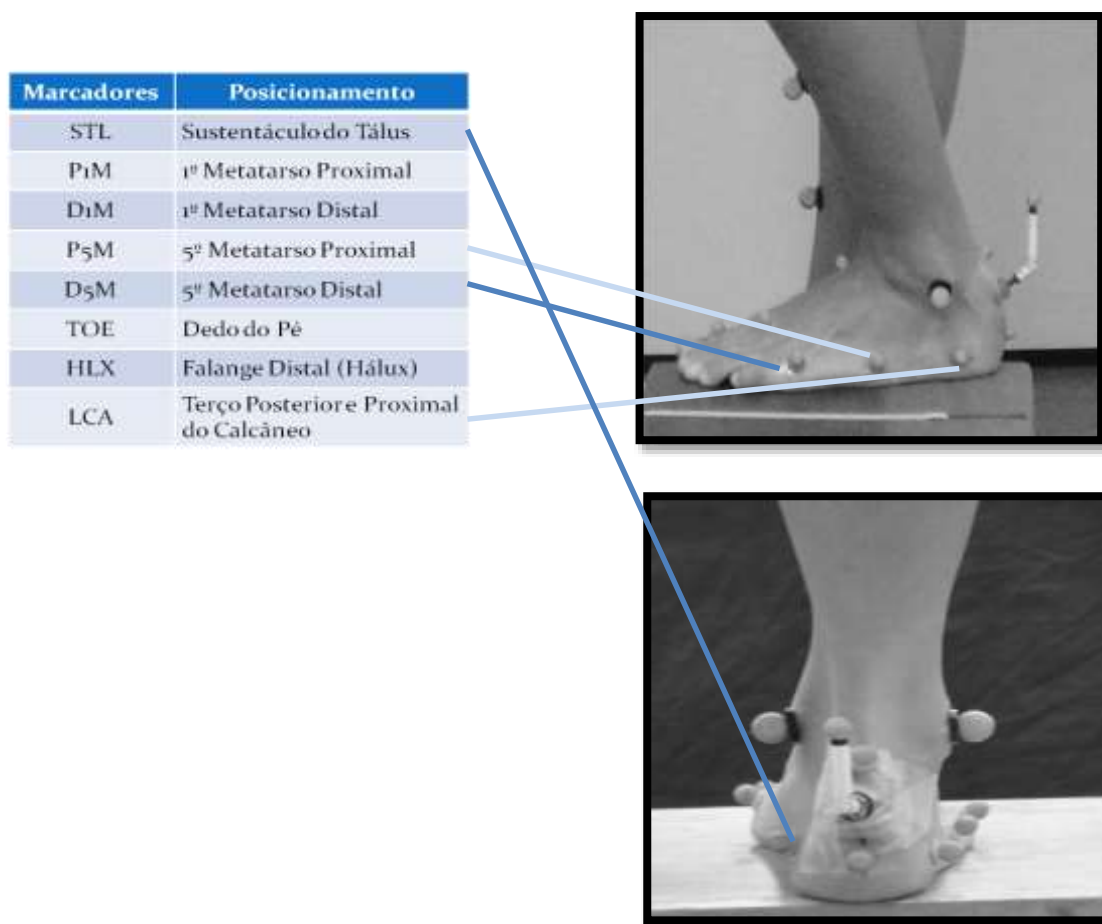 Marcadores Posicionamento
STL Sustentáculo do Tálus
P1M 1º Metatarso Proximal
D1M 1º Metatarso Distal
P5M 5º Metatarso Proximal
D5M 5º Metatarso Distal
TOE Dedo do Pé
HLX Falange Distal (Hálux)
LCA Terço Posterior e Proximal
do Calcâneo